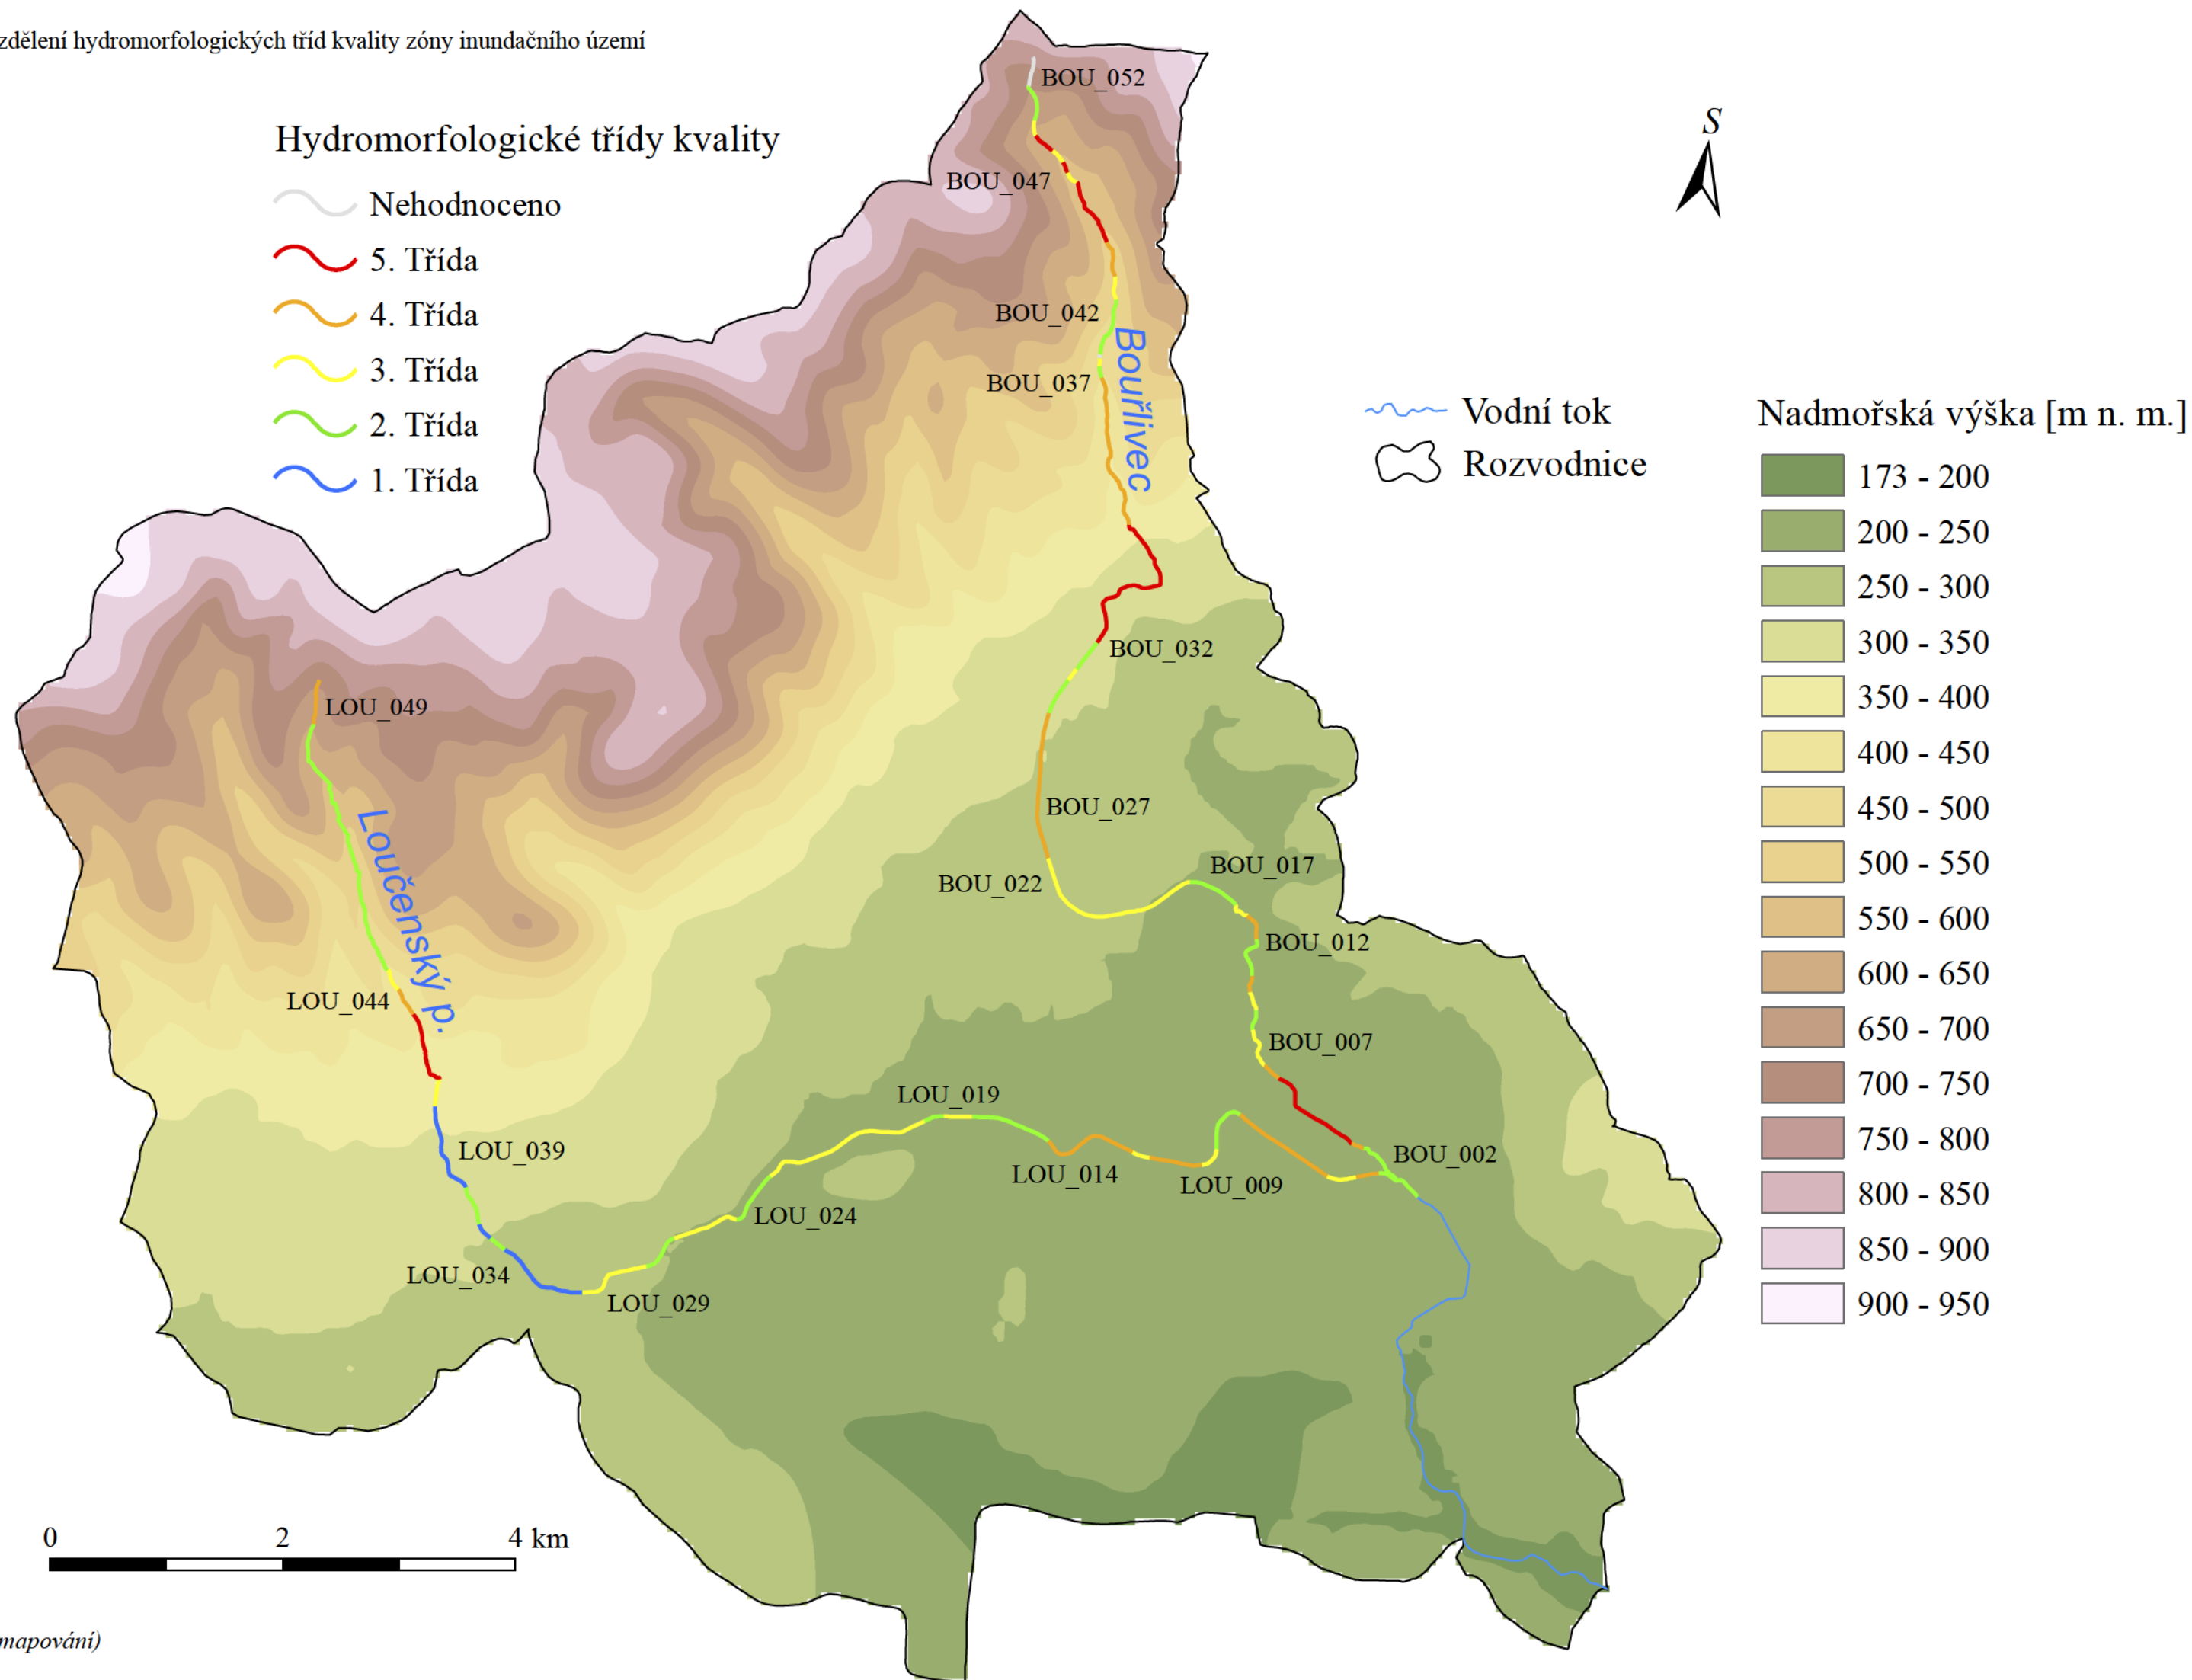 zdělení hydromorfologických tříd kvality zóny inundačního území
Hydromorfologické třídy kvality
Nehodnoceno
5. Třída
4. Třída
3. Třída
2. Třída
1. Třída
S
Vodní tok
Rozvodnice
Nadmořská výška [m n. m.]
173 - 200
200 - 250
250 - 300
300 - 350
350 - 400
400 - 450
450 - 500
500 - 550
550 - 600
600 - 650
650 - 700
700 - 750
750 - 800
800 - 850
850 - 900
900 - 950
BOU_052
BOU_047
BOU_042
BOU_037
Bouřlivec
BOU_032
BOU_027
BOU_022
BOU_017
BOU_012
BOU_007
BOU_002
LOU_049
Loučenský p.
LOU_044
LOU_039
LOU_034
LOU_029
LOU_024
LOU_019
LOU_014
LOU_009
0 2 4 km
mapování)